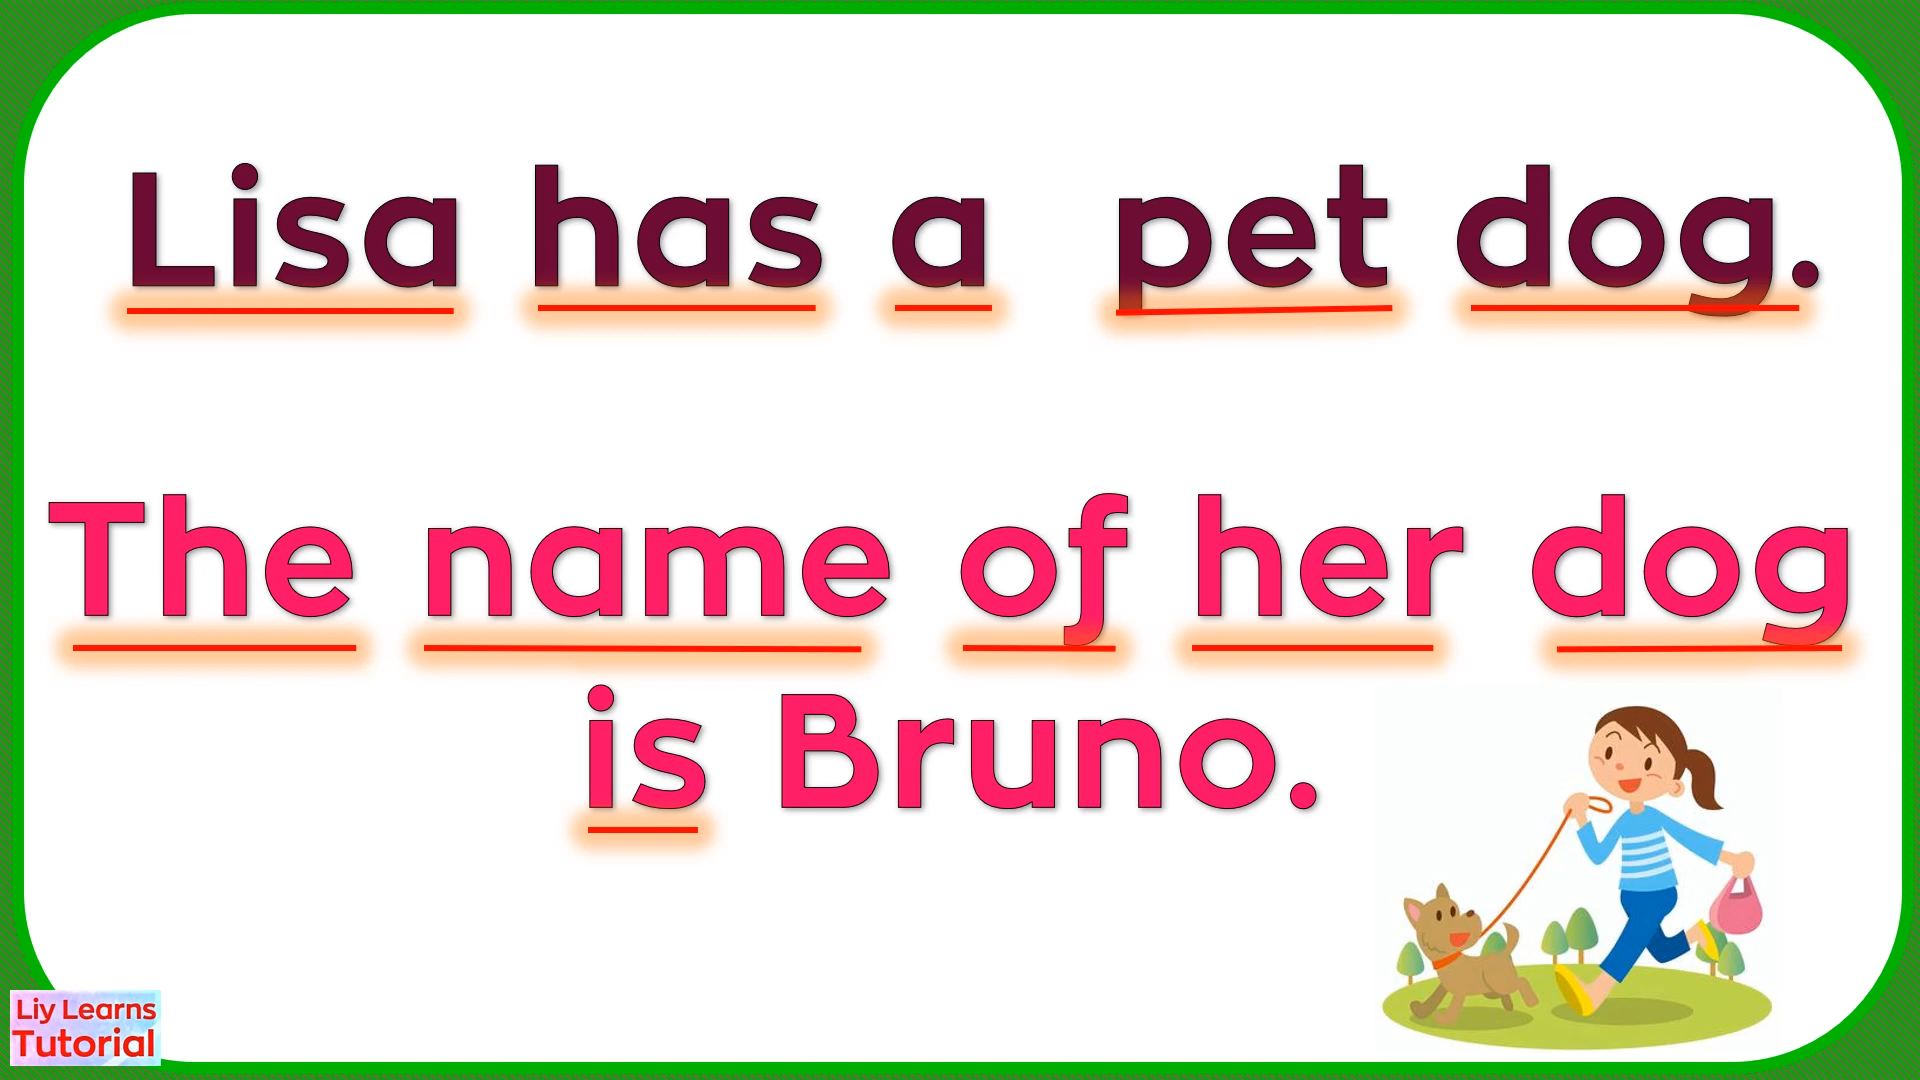 Lisa has a pet dog.
The name of her dog
is Bruno.
Liy Learns
Tutorial